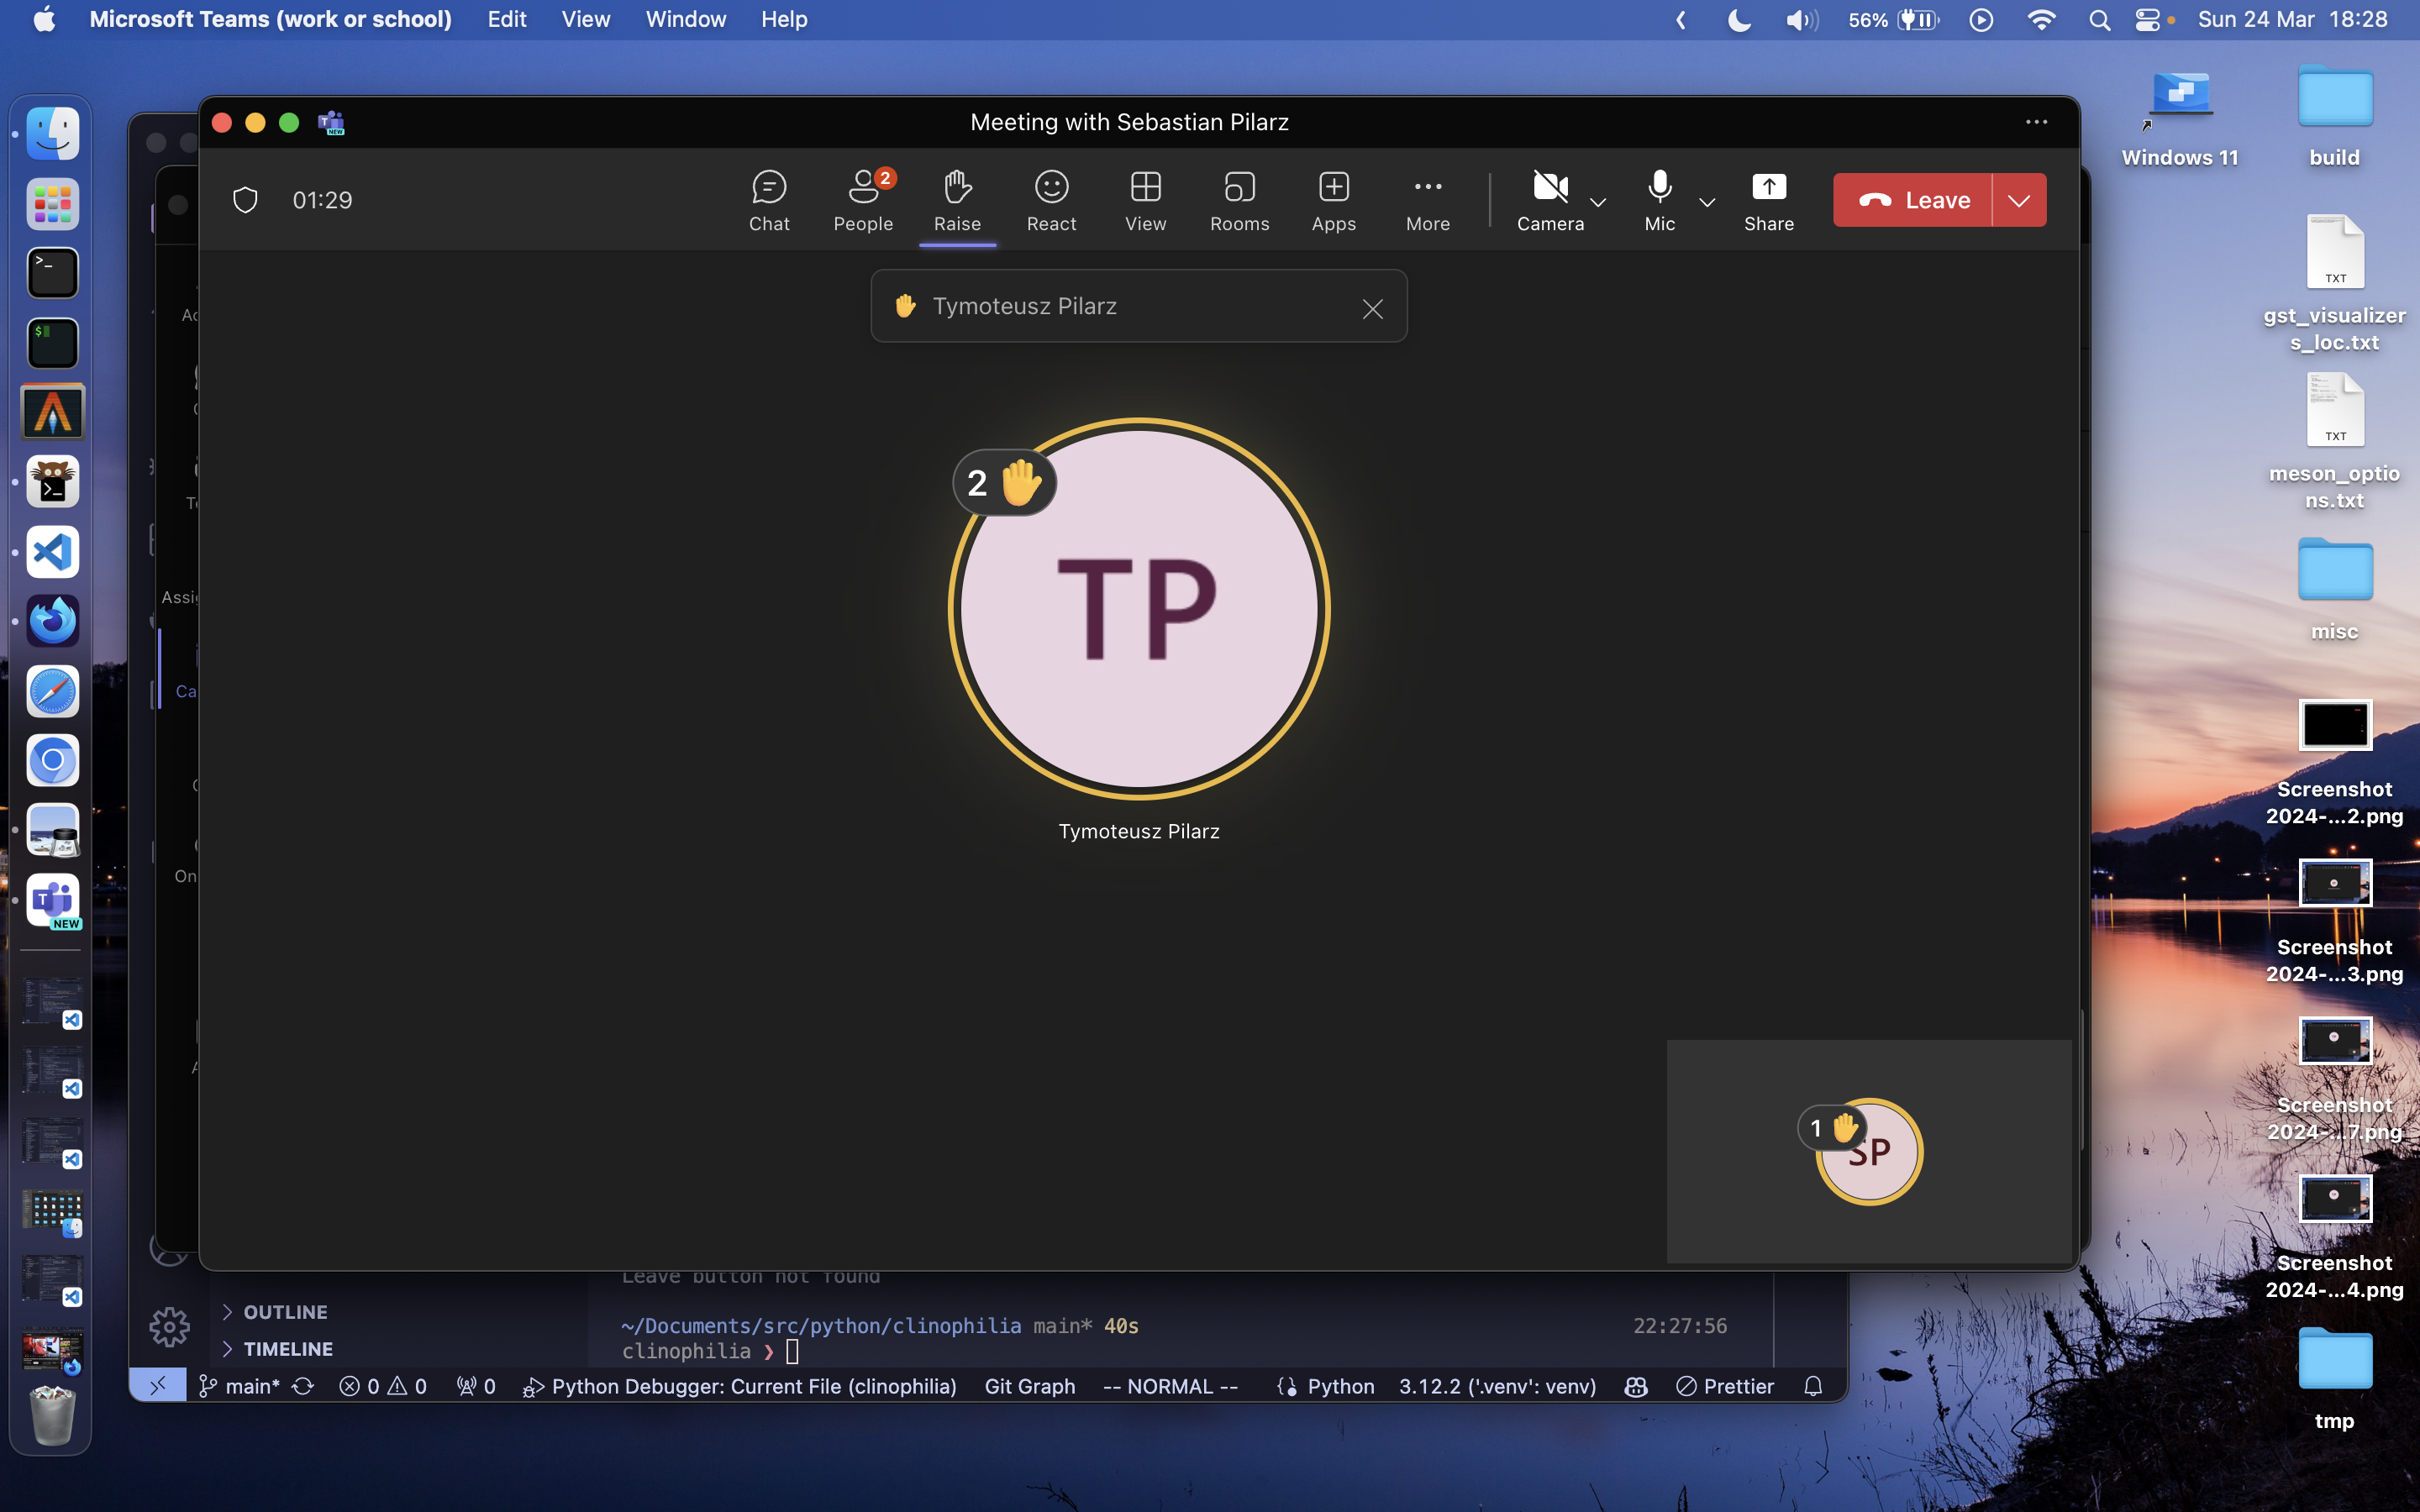 Microsoft Teams (work or school) Edit View Window Help 56% Sun 24 Mar 18:28
Meeting with Sebastian Pilarz
01:29
2
Chat People Raise React View Rooms Apps More Camera Mic Share Leave
Tymoteusz Pilarz
2
TP
Tymoteusz Pilarz
1
SP
Assi
Ca
On
T NEW
Leave button not found
OUTLINE
~/Documents/src/python/clinophilia main* 40s 22:27:56
TIMELINE
clinophilia ❯
main* 0 0 0 Python Debugger: Current File (clinophilia) Git Graph -- NORMAL -- Python 3.12.2 ('.venv': venv) Prettier
Windows 11
build
TXT
gst_visualizer
s_loc.txt
TXT
meson_optio
ns.txt
misc
Screenshot
2024-...2.png
Screenshot
2024-...3.png
Screenshot
2024-...7.png
Screenshot
2024-...4.png
tmp